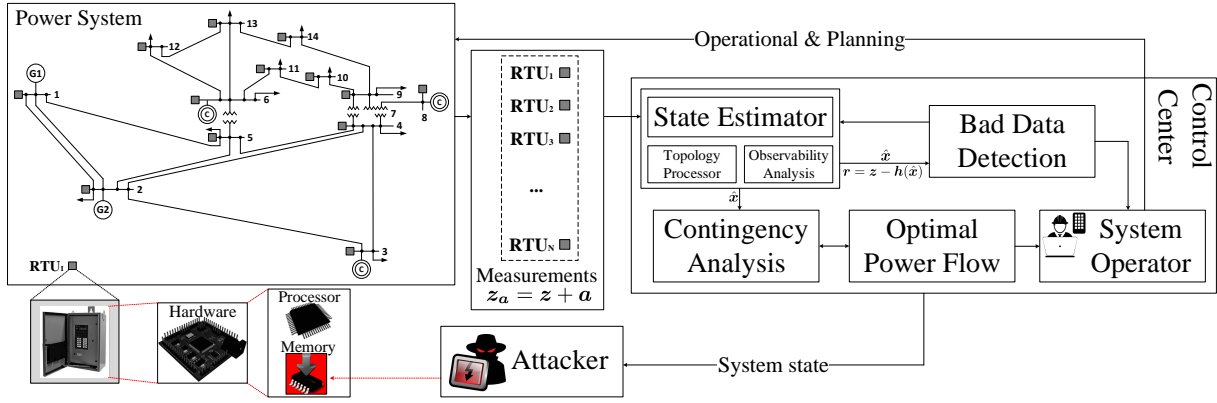 Power System
13
14
12
11
10
G1
1
6
9
C
7
8
C
5
4
2
G2
3
C
RTU₁
Hardware
Processor
Memory
RTU₁
RTU₂
RTU₃
...
RTU_N
Measurements
zₐ = z + a
Operational & Planning
Control
Center
State Estimator
Topology
Processor
Observability
Analysis
x̂
r = z − h(x̂)
Bad Data
Detection
x̂
Contingency
Analysis
Optimal
Power Flow
System
Operator
Attacker
System state